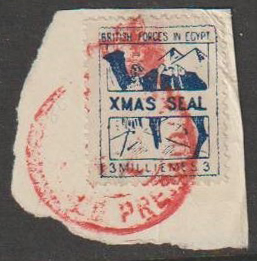 BRITISH FORCES IN EGYPT
XMAS SEAL
3 MILLIEMES 3
PRE